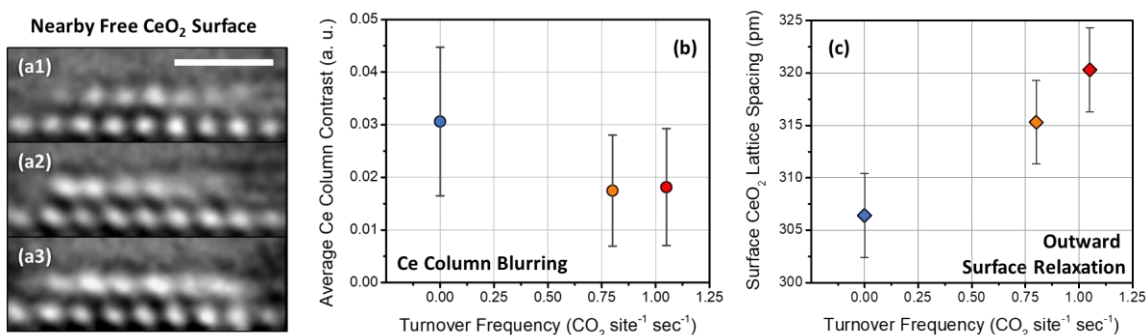 Nearby Free CeO₂ Surface
(a1)
(a2)
(a3)
Average Ce Column Contrast (a. u.)
0.05
0.04
0.03
0.02
0.01
0.00
(b)
Ce Column Blurring
0.00 0.25 0.50 0.75 1.00 1.25
Turnover Frequency (CO₂ site⁻¹ sec⁻¹)
Surface CeO₂ Lattice Spacing (pm)
325
320
315
310
305
300
(c)
Outward
Surface Relaxation
0.00 0.25 0.50 0.75 1.00 1.25
Turnover Frequency (CO₂ site⁻¹ sec⁻¹)